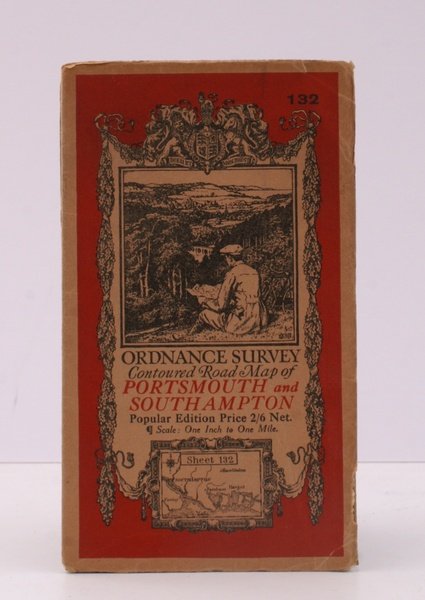 132
ORDNANCE SURVEY
Contoured Road Map of
PORTSMOUTH and
SOUTHAMPTON
Popular Edition Price 2/6 Net.
¶ Scale: One Inch to One Mile.
Sheet 132